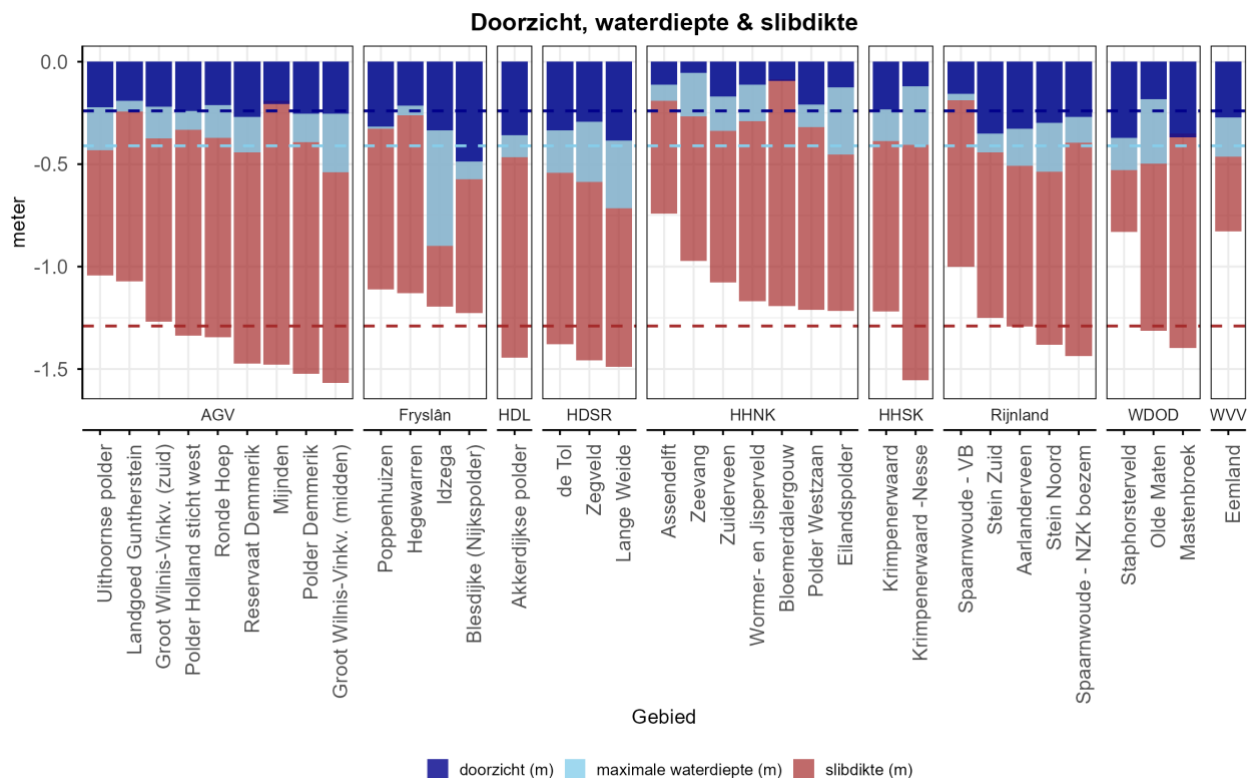 Doorzicht, waterdiepte & slibdikte
0.0
-0.5
-1.0
-1.5
meter
AGV
Fryslân
HDL
HDSR
HHNK
HHSK
Rijnland
WDOD
WVV
Uithoornse polder
Landgoed Guntherstein
Groot Wilnis-Vinkv. (zuid)
Polder Holland sticht west
Ronde Hoep
Reservaat Demmerik
Mijnden
Polder Demmerik
Groot Wilnis-Vinkv. (midden)
Poppenhuizen
Hegewarren
Idzega
Blesdijke (Nijkspolder)
Akkerdijkse polder
de Tol
Zegveld
Lange Weide
Assendelft
Zeevang
Zuiderveen
Wormer- en Jisperveld
Bloemerdalergouw
Polder Westzaan
Eilandspolder
Krimpenerwaard
Krimpenerwaard -Nesse
Spaarnwoude - VB
Stein Zuid
Aarlanderveen
Stein Noord
Spaarnwoude - NZK boezem
Staphorsterveld
Olde Maten
Mastenbroek
Eemland
Gebied
doorzicht (m)
maximale waterdiepte (m)
slibdikte (m)